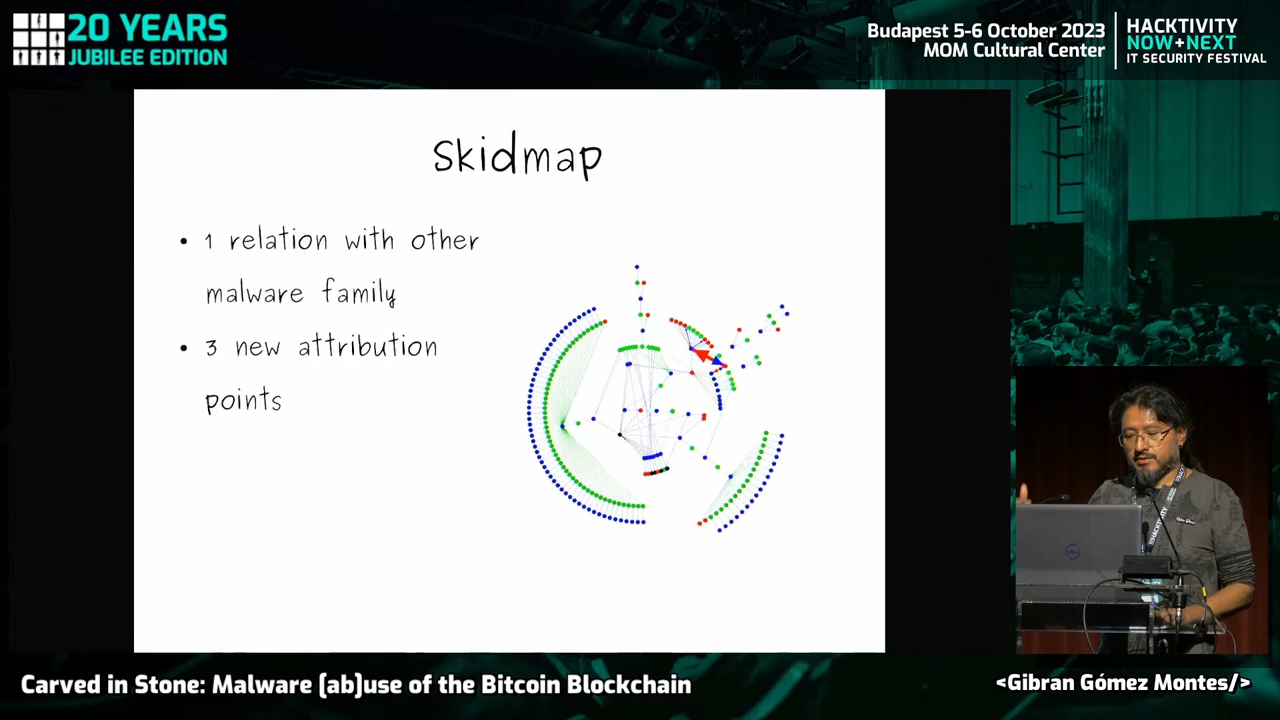 20 YEARS
JUBILEE EDITION
Budapest 5-6 October 2023
MOM Cultural Center
HACKTIVITY
NOW+NEXT
IT SECURITY FESTIVAL
Skidmap
• 1 relation with other
malware family
• 3 new attribution
points
DELL
HACKTIVITY
Carved in Stone: Malware [ab]use of the Bitcoin Blockchain
<Gibran Gómez Montes/>